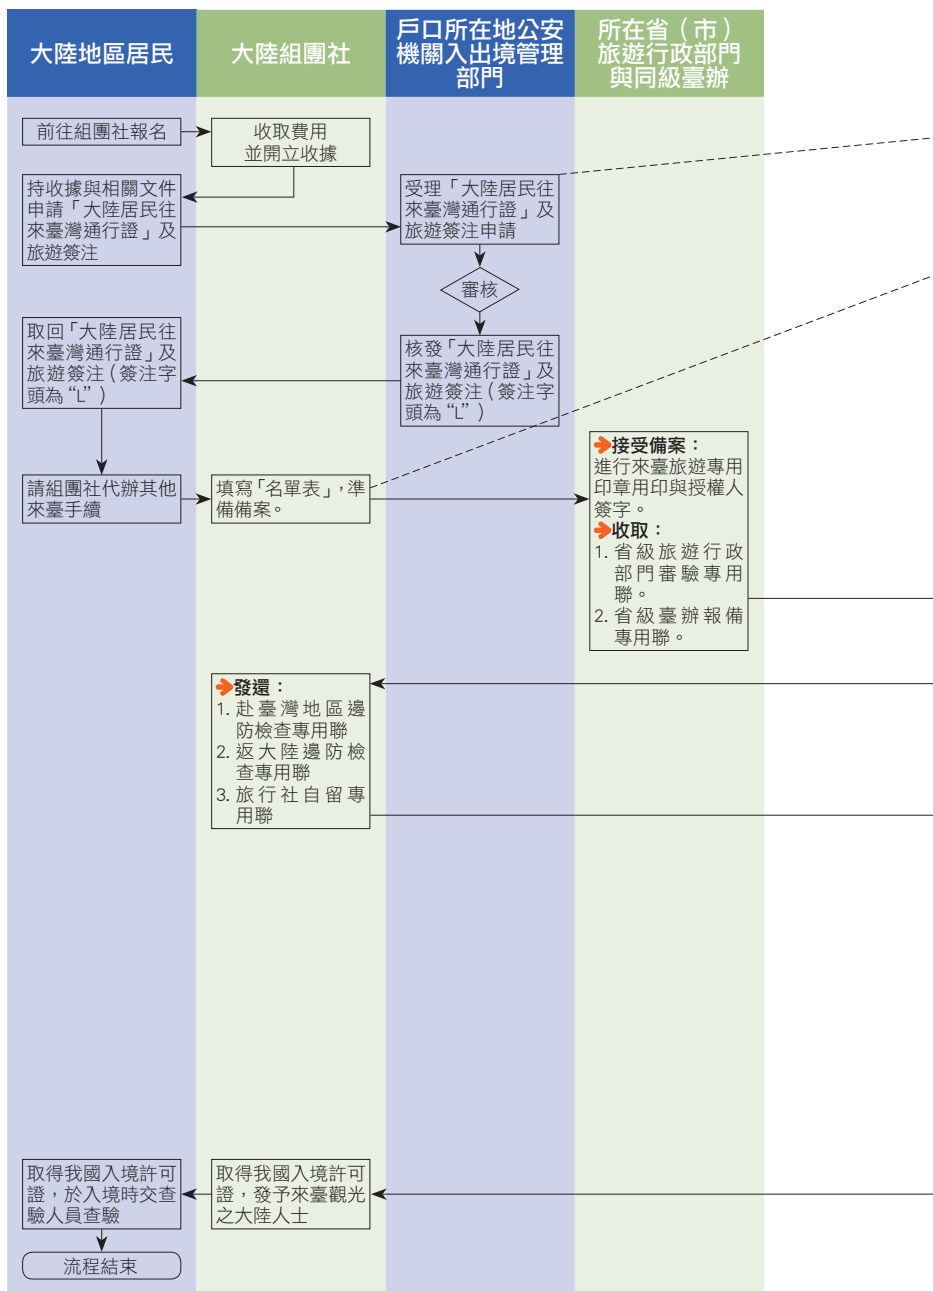 大陸地區居民
大陸組團社
戶口所在地公安
機關入出境管理
部門
所在省（市）
旅遊行政部門
與同級臺辦
前往組團社報名
收取費用
並開立收據
持收據與相關文件
申請「大陸居民往
來臺灣通行證」及
旅遊簽注
受理「大陸居民往
來臺灣通行證」及
旅遊簽注申請
審核
取回「大陸居民往
來臺灣通行證」及
旅遊簽注（簽注字
頭為“L”）
核發「大陸居民往
來臺灣通行證」及
旅遊簽注（簽注字
頭為“L”）
請組團社代辦其他
來臺手續
填寫「名單表」，準
備備案。
接受備案：
進行來臺旅遊專用
印章用印與授權人
簽字。
收取：
1. 省級旅遊行政
部門審驗專用
聯。
2. 省級臺辦報備
專用聯。
發還：
1. 赴臺灣地區邊
防檢查專用聯
2. 返大陸邊防檢
查專用聯
3. 旅行社自留專
用聯
取得我國入境許可
證，於入境時交查
驗人員查驗
取得我國入境許可
證，發予來臺觀光
之大陸人士
流程結束